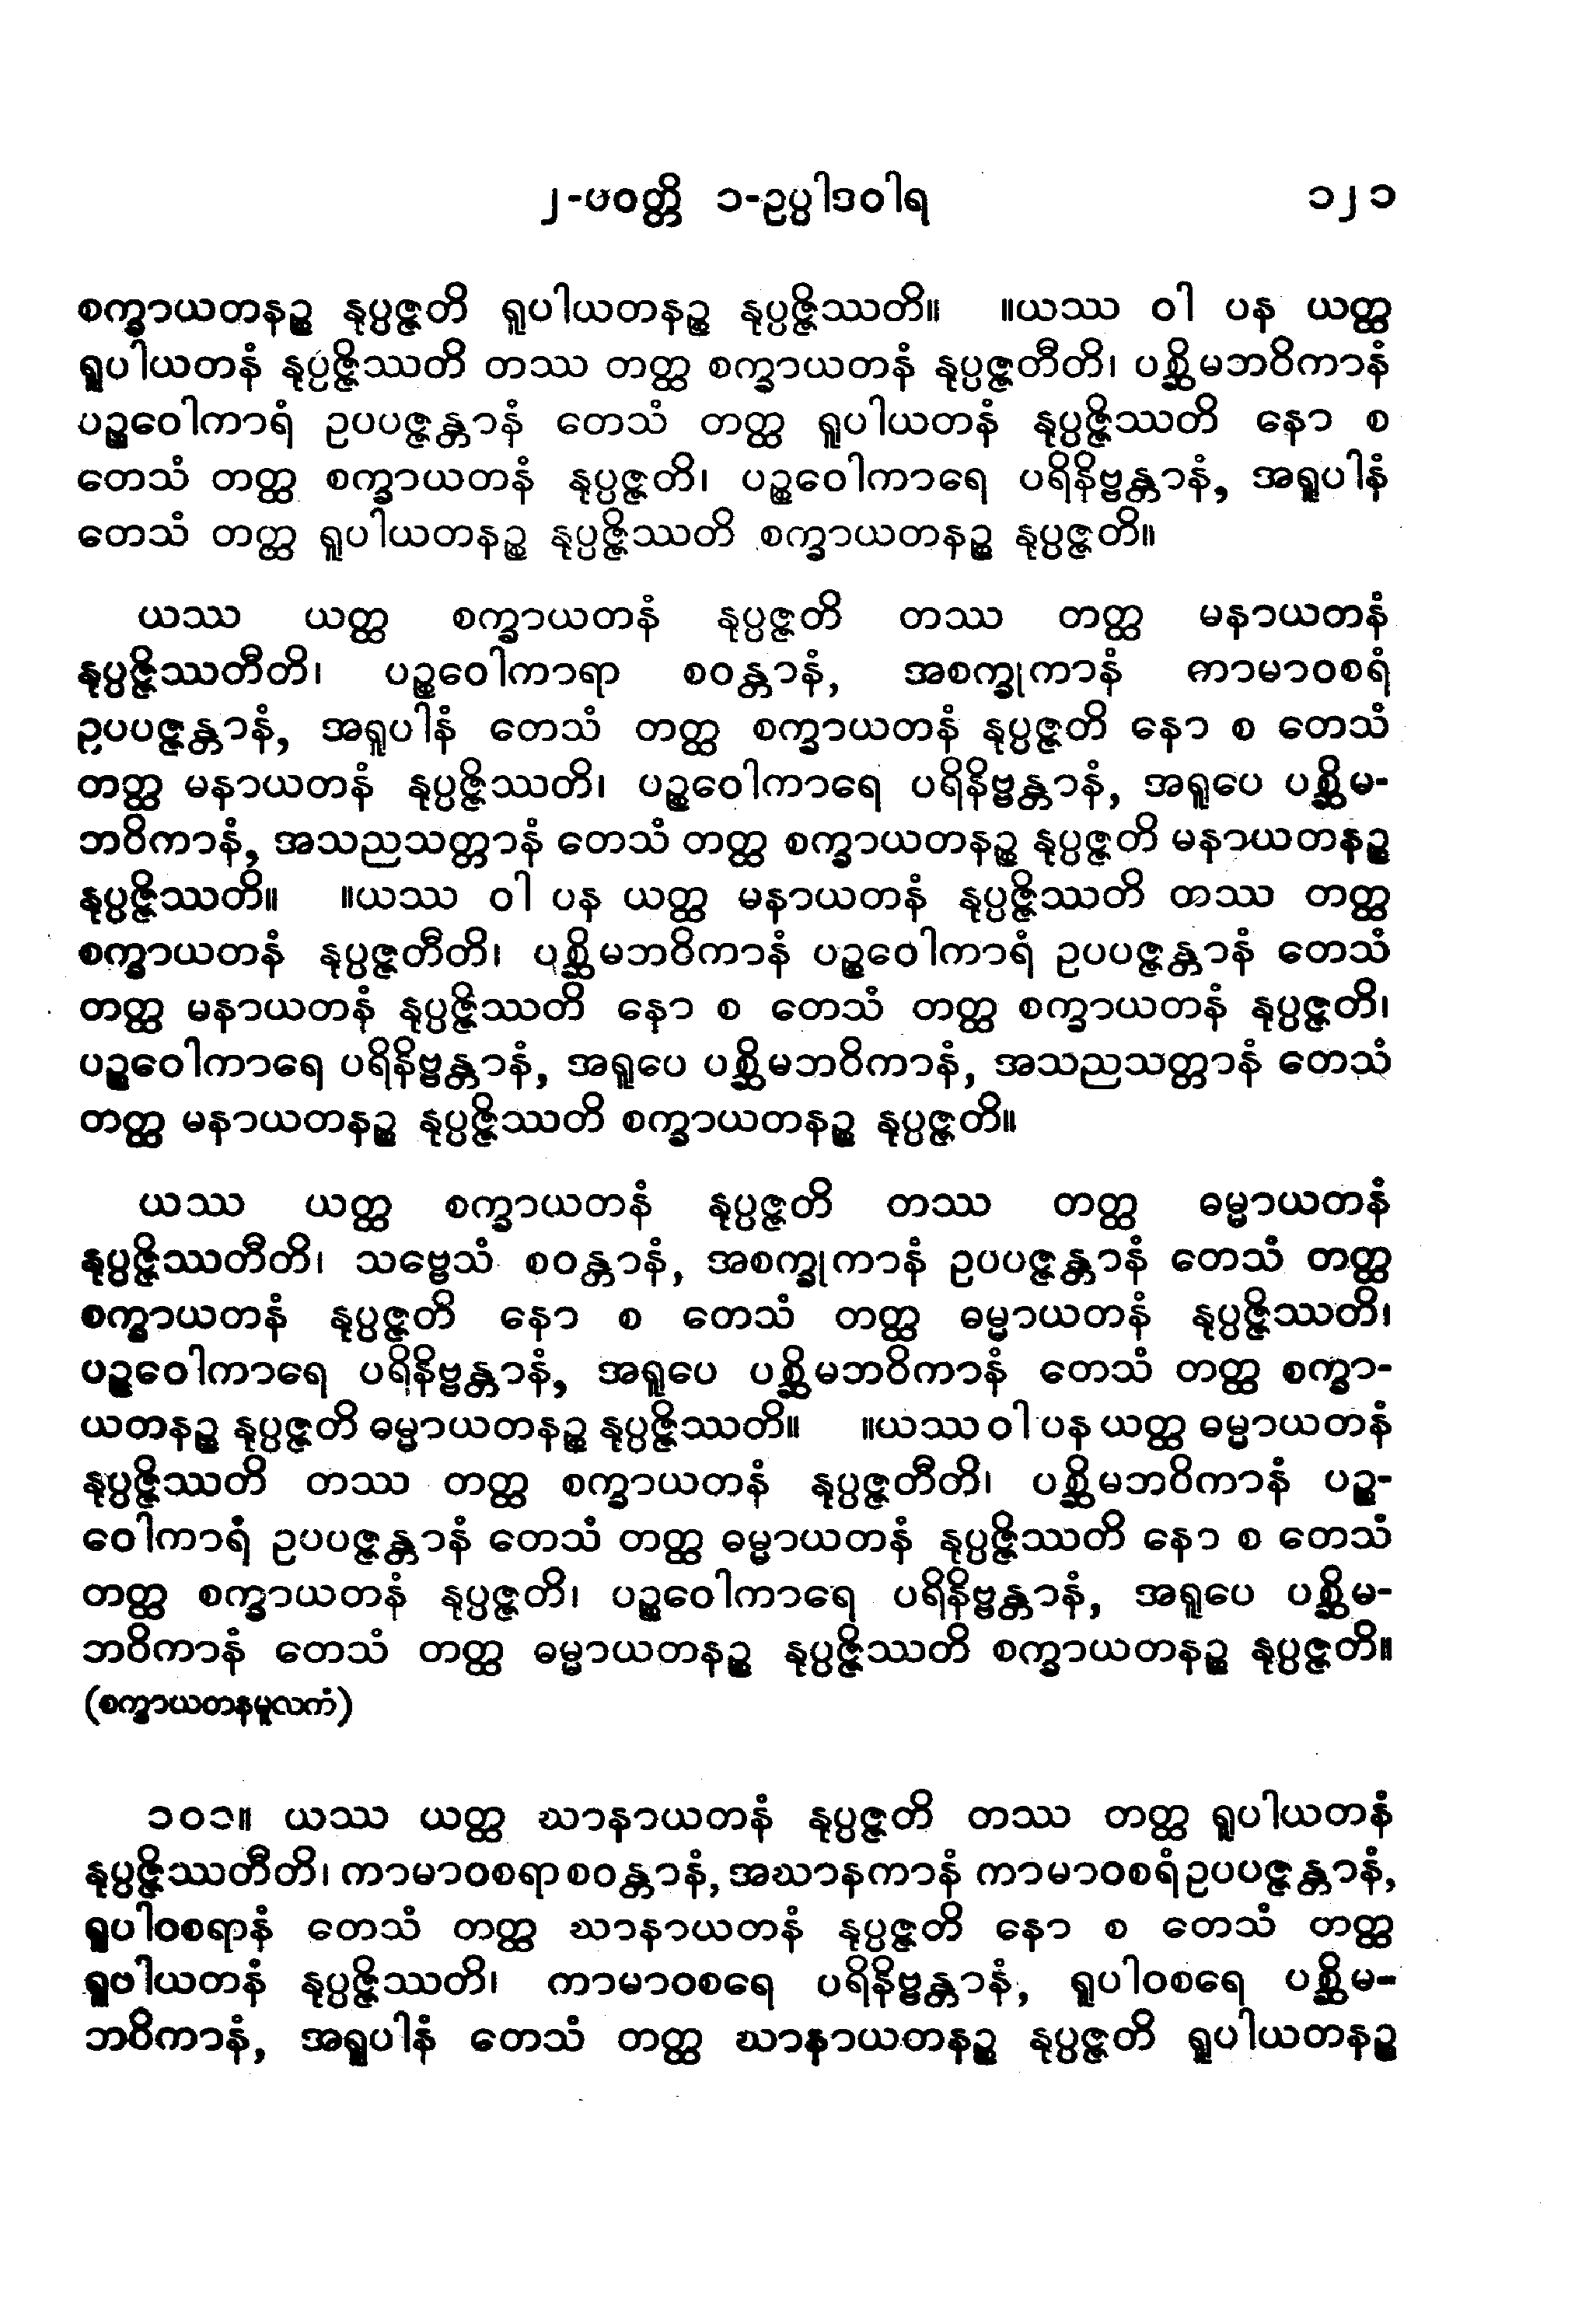 ၂-ပဝတ္တိ ၁-ဥပ္ပါဒဝါရ ၁၂၁
စက္ခာယတနဉ္စ နုပ္ပဇ္ဇတိ ရူပါယတနဉ္စ နုပ္ပဇ္ဇိဿတိ။ ။ယဿ ဝါ ပန ယတ္ထ
ရူပါယတနံ နုပ္ပဇ္ဇိဿတိ တဿ တတ္ထ စက္ခာယတနံ နုပ္ပဇ္ဇတီတိ၊ ပစ္ဆိမဘဝိကာနံ
ပဉ္စဝေါကာရံ ဥပပဇ္ဇန္တာနံ တေသံ တတ္ထ ရူပါယတနံ နုပ္ပဇ္ဇိဿတိ နော စ
တေသံ တတ္ထ စက္ခာယတနံ နုပ္ပဇ္ဇတိ၊ ပဉ္စဝေါကာရေ ပရိနိဗ္ဗန္တာနံ, အရူပါနံ
တေသံ တတ္ထ ရူပါယတနဉ္စ နုပ္ပဇ္ဇိဿတိ စက္ခာယတနဉ္စ နုပ္ပဇ္ဇတိ။
ယဿ ယတ္ထ စက္ခာယတနံ နုပ္ပဇ္ဇတိ တဿ တတ္ထ မနာယတနံ
နုပ္ပဇ္ဇိဿတီတိ၊ ပဉ္စဝေါကာရာ စဝန္တာနံ, အစက္ခုကာနံ ကာမာဝစရံ
ဥပပဇ္ဇန္တာနံ, အရူပါနံ တေသံ တတ္ထ စက္ခာယတနံ နုပ္ပဇ္ဇတိ နော စ တေသံ
တတ္ထ မနာယတနံ နုပ္ပဇ္ဇိဿတိ၊ ပဉ္စဝေါကာရေ ပရိနိဗ္ဗန္တာနံ, အရူပေ ပစ္ဆိမ-
ဘဝိကာနံ, အသညသတ္တာနံ တေသံ တတ္ထ စက္ခာယတနဉ္စ နုပ္ပဇ္ဇတိ မနာယတနဉ္စ
နုပ္ပဇ္ဇိဿတိ။ ။ယဿ ဝါ ပန ယတ္ထ မနာယတနံ နုပ္ပဇ္ဇိဿတိ တဿ တတ္ထ
စက္ခာယတနံ နုပ္ပဇ္ဇတီတိ၊ ပစ္ဆိမဘဝိကာနံ ပဉ္စဝေါကာရံ ဥပပဇ္ဇန္တာနံ တေသံ
တတ္ထ မနာယတနံ နုပ္ပဇ္ဇိဿတိ နော စ တေသံ တတ္ထ စက္ခာယတနံ နုပ္ပဇ္ဇတိ၊
ပဉ္စဝေါကာရေ ပရိနိဗ္ဗန္တာနံ, အရူပေ ပစ္ဆိမဘဝိကာနံ, အသညသတ္တာနံ တေသံ
တတ္ထ မနာယတနဉ္စ နုပ္ပဇ္ဇိဿတိ စက္ခာယတနဉ္စ နုပ္ပဇ္ဇတိ။
ယဿ ယတ္ထ စက္ခာယတနံ နုပ္ပဇ္ဇတိ တဿ တတ္ထ ဓမ္မာယတနံ
နုပ္ပဇ္ဇိဿတီတိ၊ သဗ္ဗေသံ စဝန္တာနံ, အစက္ခုကာနံ ဥပပဇ္ဇန္တာနံ တေသံ တတ္ထ
စက္ခာယတနံ နုပ္ပဇ္ဇတိ နော စ တေသံ တတ္ထ ဓမ္မာယတနံ နုပ္ပဇ္ဇိဿတိ၊
ပဉ္စဝေါကာရေ ပရိနိဗ္ဗန္တာနံ, အရူပေ ပစ္ဆိမဘဝိကာနံ တေသံ တတ္ထ စက္ခာ-
ယတနဉ္စ နုပ္ပဇ္ဇတိ ဓမ္မာယတနဉ္စ နုပ္ပဇ္ဇိဿတိ။ ။ယဿ ဝါ ပန ယတ္ထ ဓမ္မာယတနံ
နုပ္ပဇ္ဇိဿတိ တဿ တတ္ထ စက္ခာယတနံ နုပ္ပဇ္ဇတီတိ၊ ပစ္ဆိမဘဝိကာနံ ပဉ္စ-
ဝေါကာရံ ဥပပဇ္ဇန္တာနံ တေသံ တတ္ထ ဓမ္မာယတနံ နုပ္ပဇ္ဇိဿတိ နော စ တေသံ
တတ္ထ စက္ခာယတနံ နုပ္ပဇ္ဇတိ၊ ပဉ္စဝေါကာရေ ပရိနိဗ္ဗန္တာနံ, အရူပေ ပစ္ဆိမ-
ဘဝိကာနံ တေသံ တတ္ထ ဓမ္မာယတနဉ္စ နုပ္ပဇ္ဇိဿတိ စက္ခာယတနဉ္စ နုပ္ပဇ္ဇတိ။
(စက္ခာယတနမူလကံ)
၁၀၁။ ယဿ ယတ္ထ ဃာနာယတနံ နုပ္ပဇ္ဇတိ တဿ တတ္ထ ရူပါယတနံ
နုပ္ပဇ္ဇိဿတီတိ၊ ကာမာဝစရာ စဝန္တာနံ, အဃာနကာနံ ကာမာဝစရံ ဥပပဇ္ဇန္တာနံ,
ရူပါဝစရာနံ တေသံ တတ္ထ ဃာနာယတနံ နုပ္ပဇ္ဇတိ နော စ တေသံ တတ္ထ
ရူပါယတနံ နုပ္ပဇ္ဇိဿတိ၊ ကာမာဝစရေ ပရိနိဗ္ဗန္တာနံ, ရူပါဝစရေ ပစ္ဆိမ-
ဘဝိကာနံ, အရူပါနံ တေသံ တတ္ထ ဃာနာယတနဉ္စ နုပ္ပဇ္ဇတိ ရူပါယတနဉ္စ